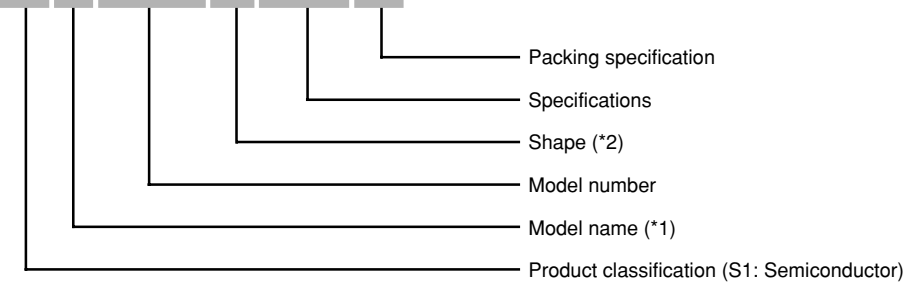 Packing specification
Specifications
Shape (*2)
Model number
Model name (*1)
Product classification (S1: Semiconductor)